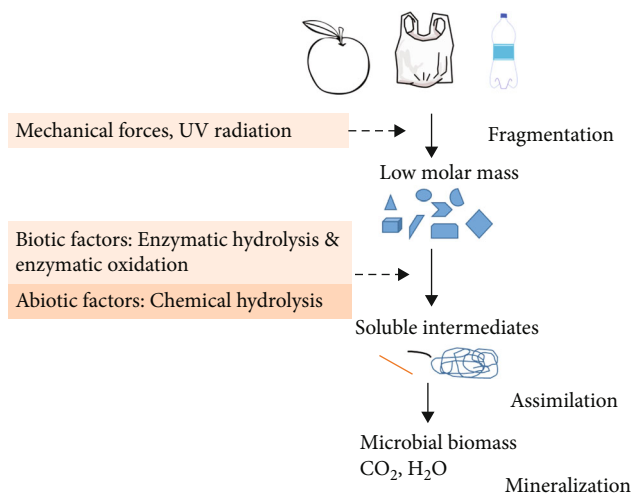 Mechanical forces, UV radiation
Fragmentation
Low molar mass
Biotic factors: Enzymatic hydrolysis &
enzymatic oxidation
Abiotic factors: Chemical hydrolysis
Soluble intermediates
Assimilation
Microbial biomass
CO₂, H₂O
Mineralization